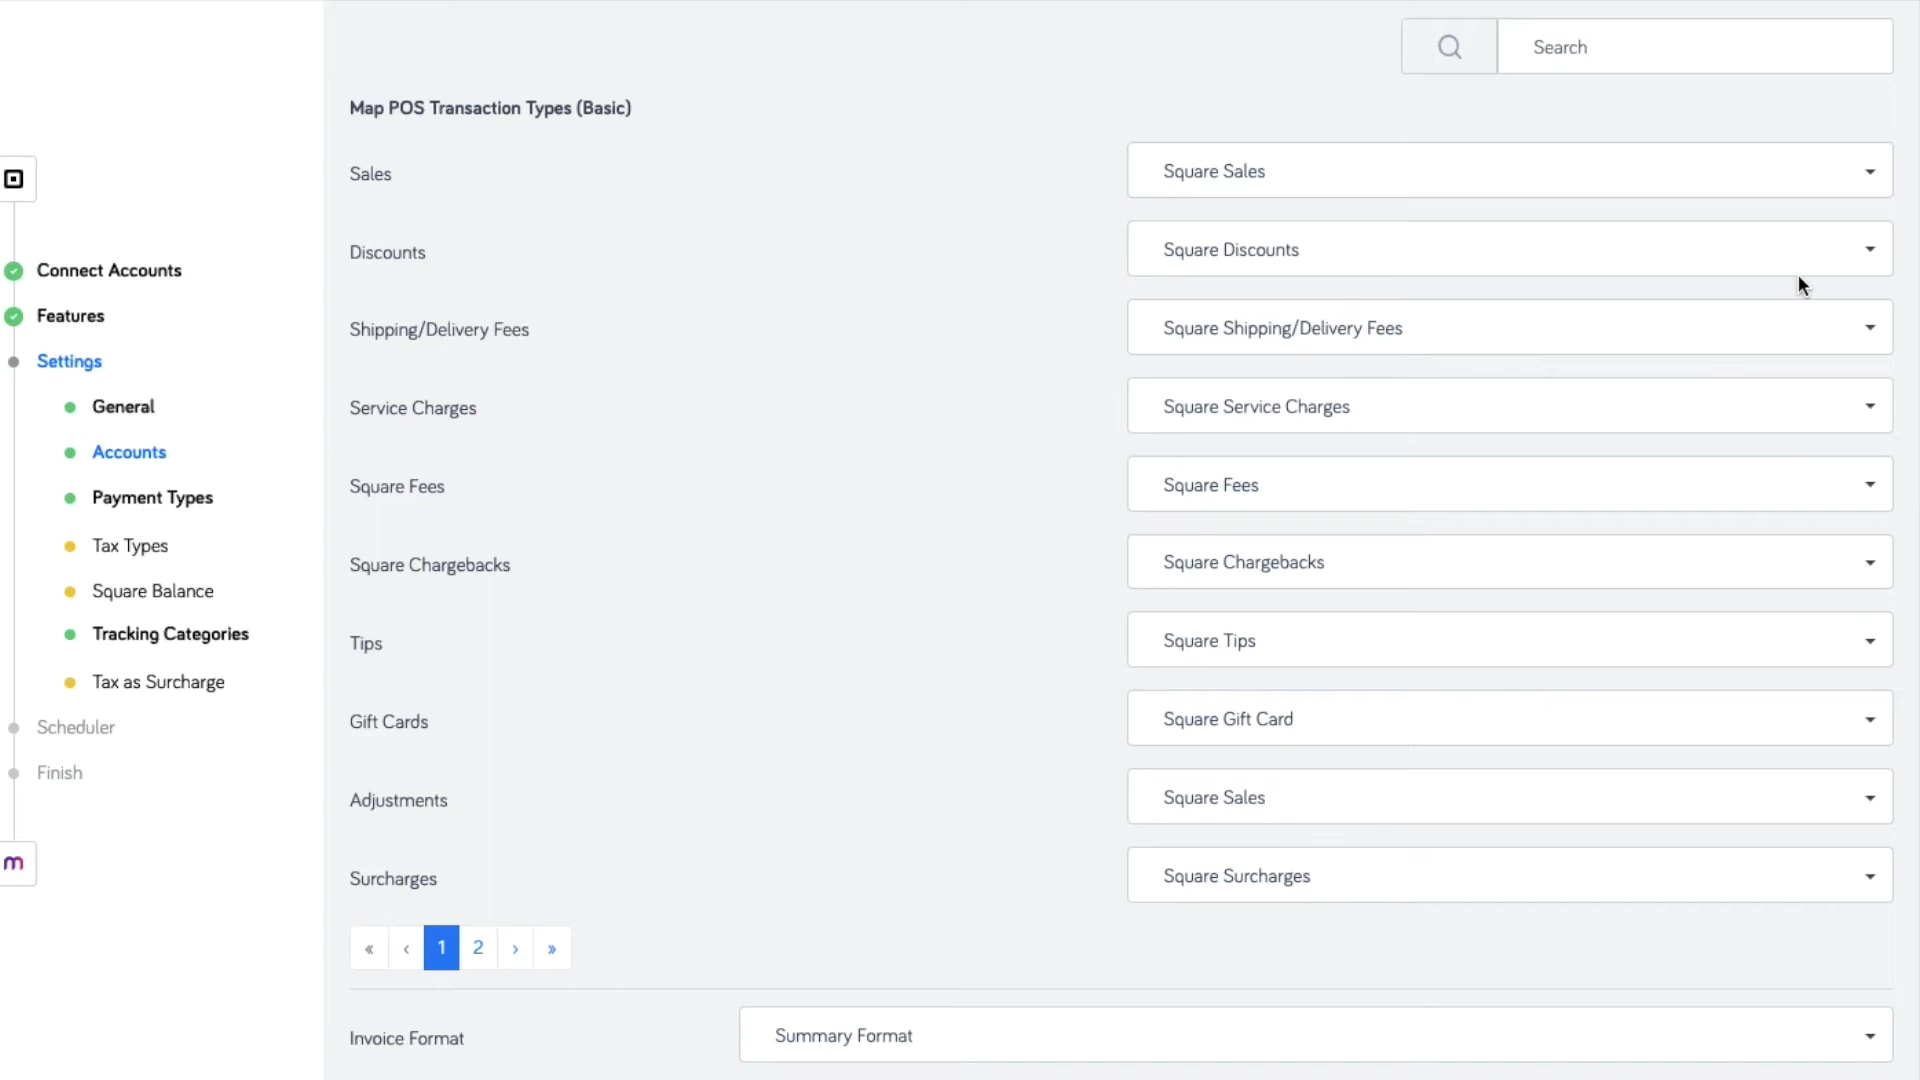 Search
Map POS Transaction Types (Basic)
Sales
Square Sales
Discounts
Square Discounts
Shipping/Delivery Fees
Square Shipping/Delivery Fees
Service Charges
Square Service Charges
Square Fees
Square Fees
Square Chargebacks
Square Chargebacks
Tips
Square Tips
Gift Cards
Square Gift Card
Adjustments
Square Sales
Surcharges
Square Surcharges
« ‹ 1 2 › »
Invoice Format
Summary Format
Connect Accounts
Features
Settings
General
Accounts
Payment Types
Tax Types
Square Balance
Tracking Categories
Tax as Surcharge
Scheduler
Finish
m